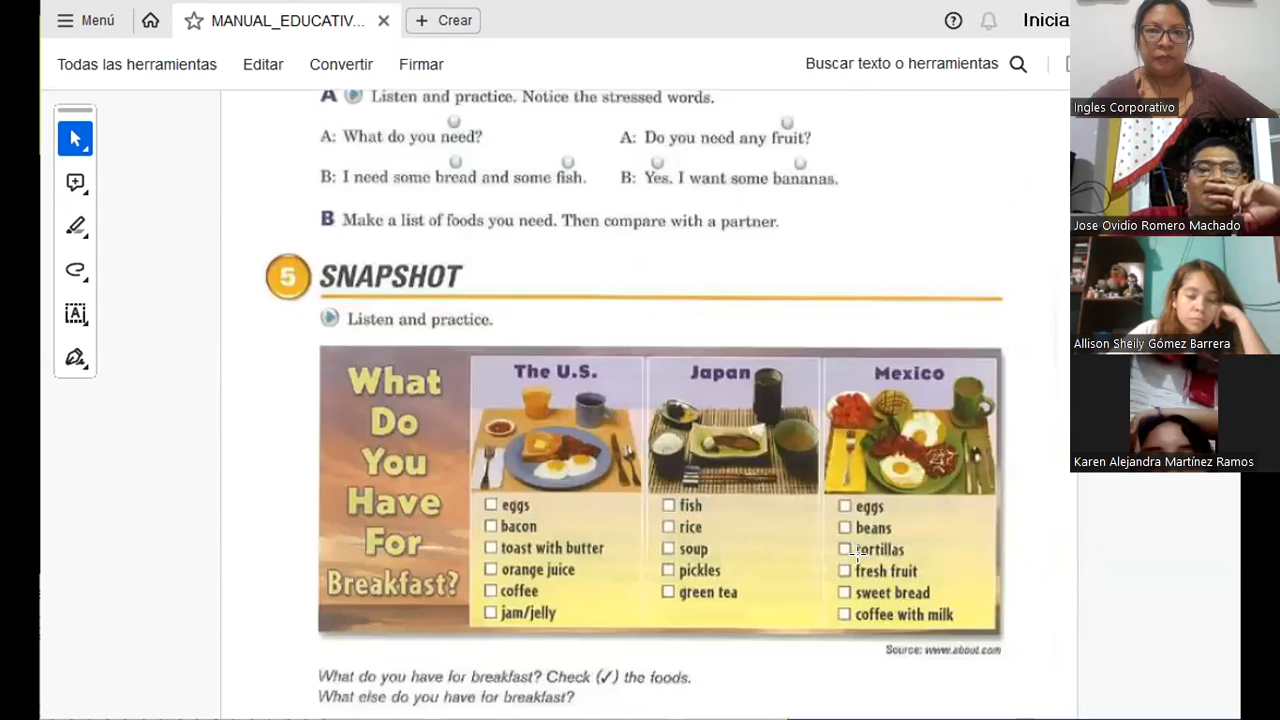 Menú
MANUAL_EDUCATIV...
Crear
Inicia
Todas las herramientas
Editar
Convertir
Firmar
Buscar texto o herramientas
A Listen and practice. Notice the stressed words.
A: What do you need?
A: Do you need any fruit?
B: I need some bread and some fish.
B: Yes. I want some bananas.
B Make a list of foods you need. Then compare with a partner.
5 SNAPSHOT
Listen and practice.
What
Do
You
Have
For
Breakfast?
The U.S.
eggs
bacon
toast with butter
orange juice
coffee
jam/jelly
Japan
fish
rice
soup
pickles
green tea
Mexico
eggs
beans
tortillas
fresh fruit
sweet bread
coffee with milk
Source: www.about.com
What do you have for breakfast? Check (✓) the foods.
What else do you have for breakfast?
Ingles Corporativo
Jose Ovidio Romero Machado
Allison Sheily Gómez Barrera
Karen Alejandra Martínez Ramos